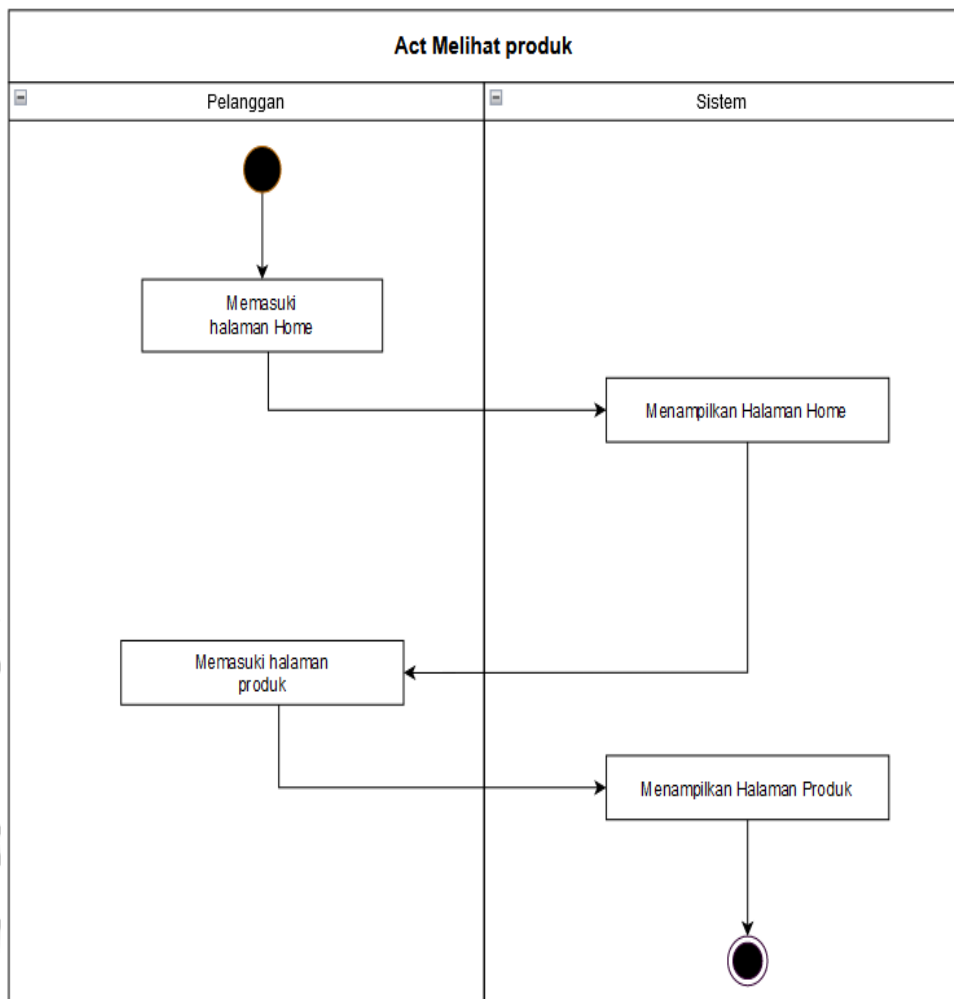 Act Melihat produk
Pelanggan
Sistem
Memasuki
halaman Home
Menampilkan Halaman Home
Memasuki halaman
produk
Menampilkan Halaman Produk